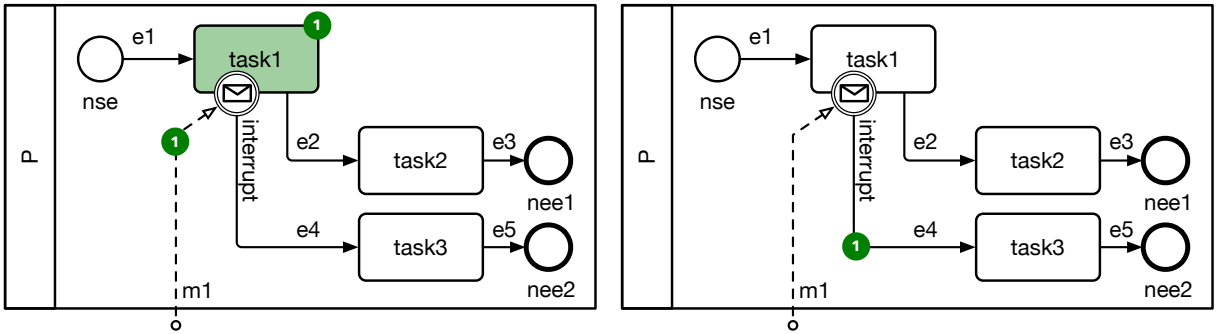 P
nse
e1
task1
1
1
interrupt
e2
task2
e3
nee1
e4
task3
e5
nee2
m1
P
nse
e1
task1
interrupt
e2
task2
e3
nee1
1
e4
task3
e5
nee2
m1